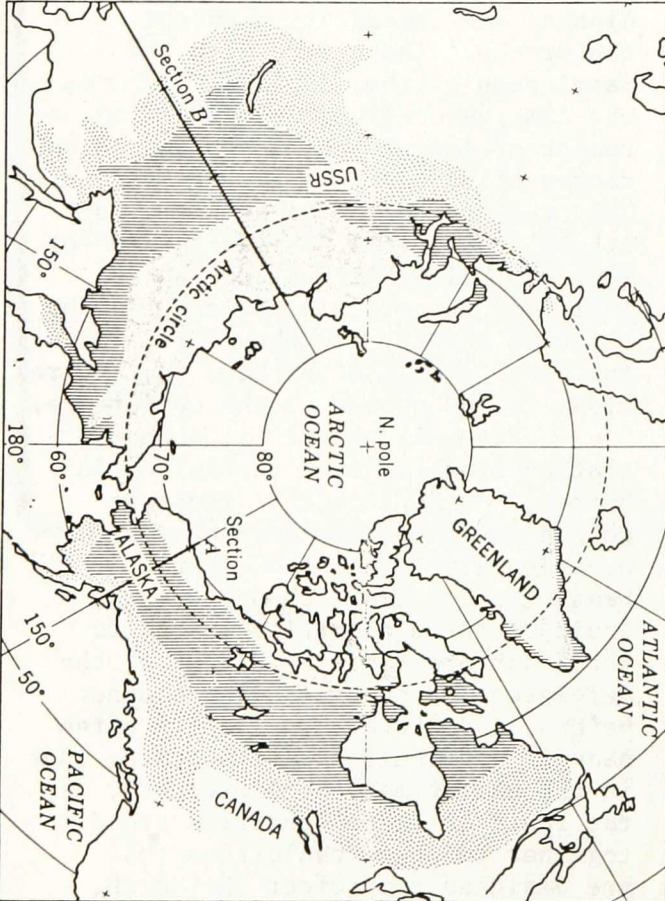 Section B
USSR
150°
Arctic circle
180°
60°
70°
80°
N. pole
ARCTIC
OCEAN
Section
A
ALASKA
GREENLAND
ATLANTIC
OCEAN
150°
50°
CANADA
PACIFIC
OCEAN